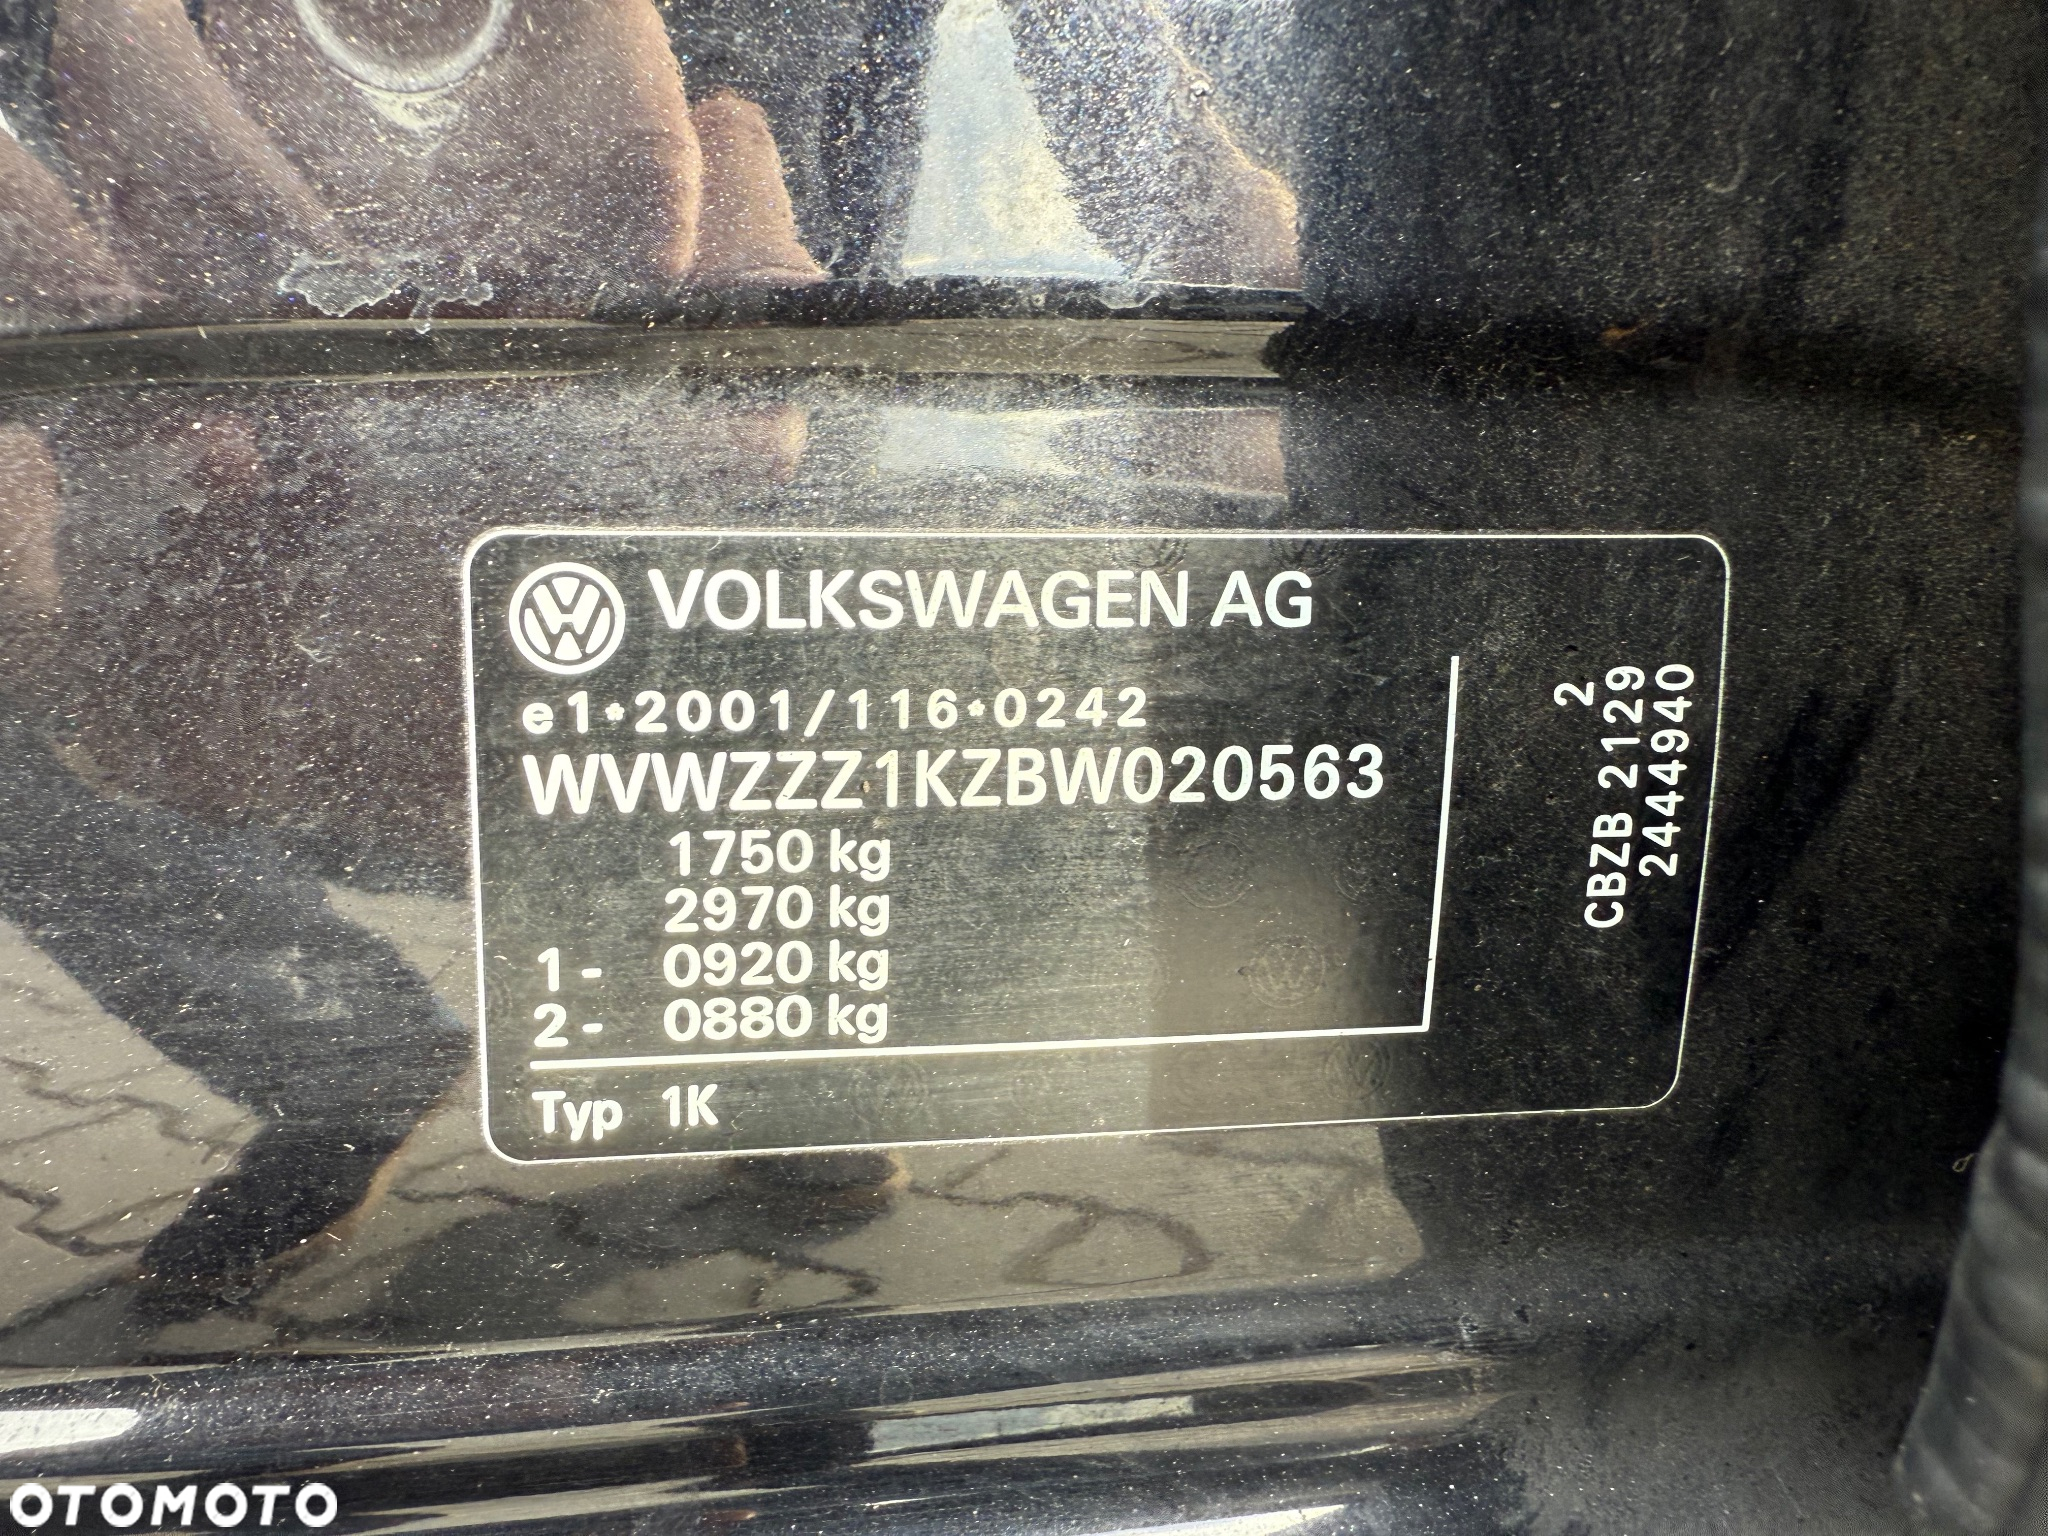 VOLKSWAGEN AG
e1*2001/116*0242
WVWZZZ1KZBW020563
1750 kg
2970 kg
1- 0920 kg
2- 0880 kg
Typ 1K
2
CBZB 2129
2444940
OTOMOTO